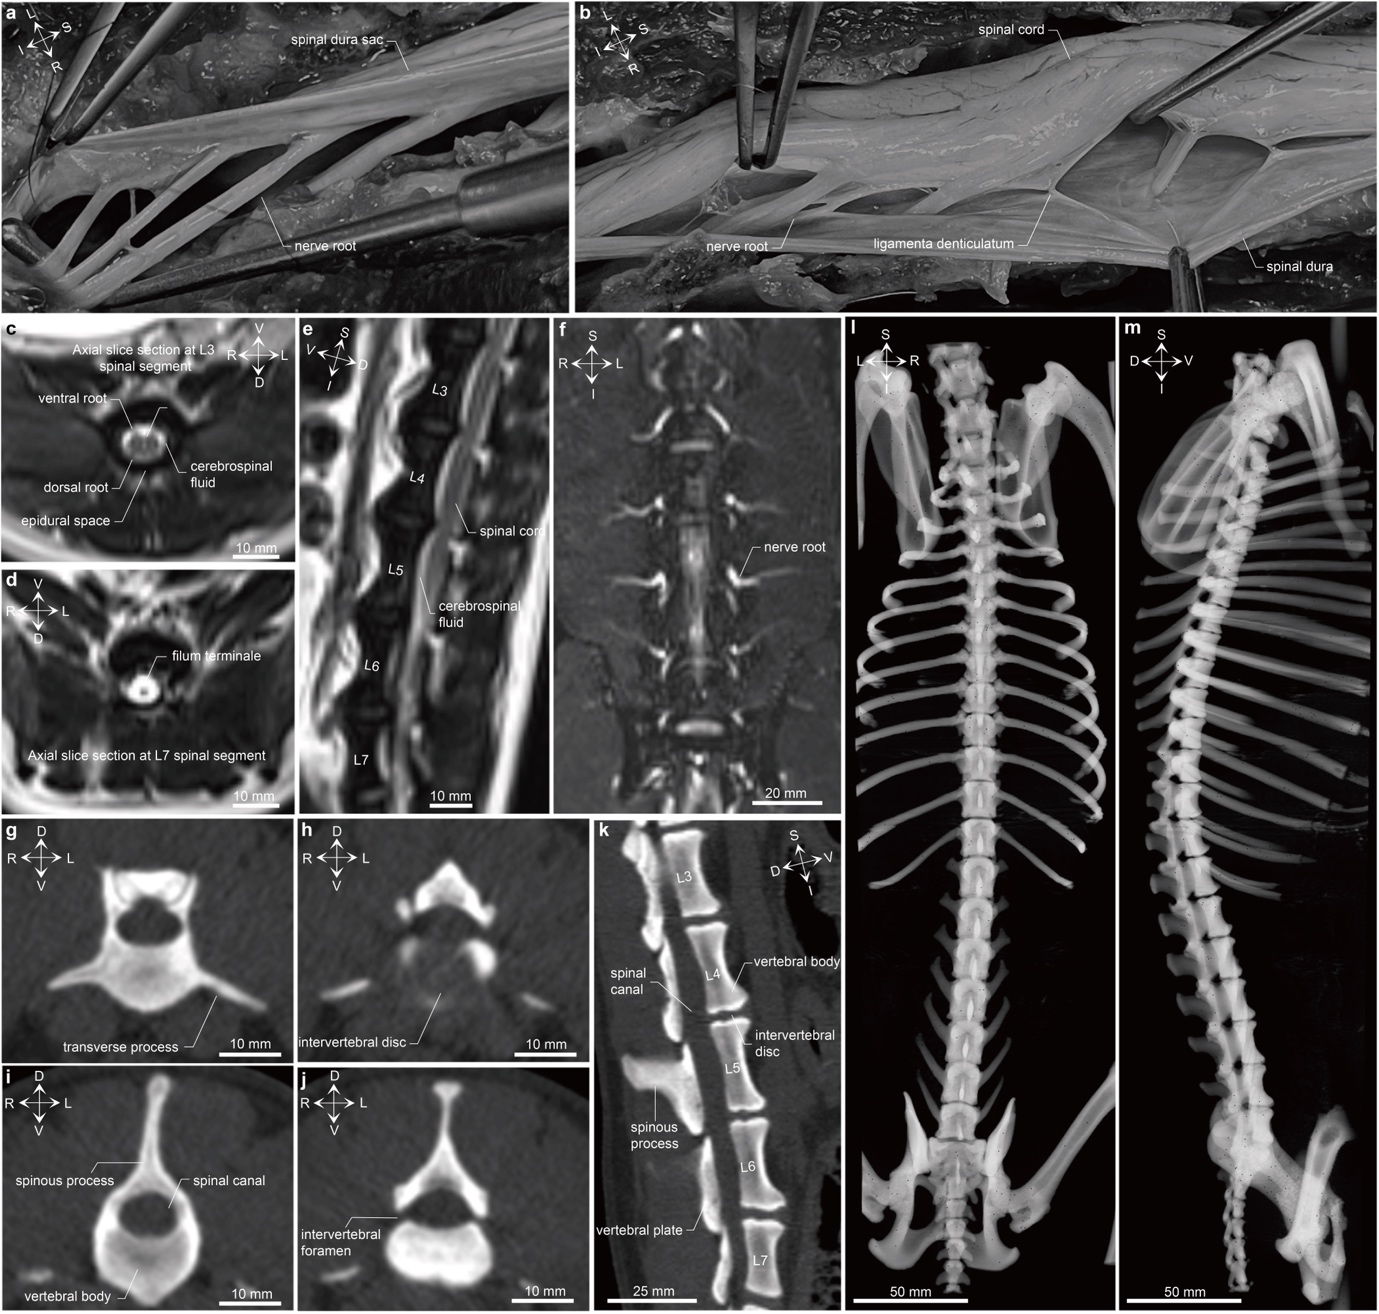 a
L
S
I
R
spinal dura sac
nerve root
b
L
S
I
R
spinal cord
nerve root
ligamenta denticulatum
spinal dura
c
Axial slice section at L3
spinal segment
V
R
L
D
ventral root
cerebrospinal
fluid
dorsal root
epidural space
10 mm
d
V
R
L
D
filum terminale
Axial slice section at L7 spinal segment
10 mm
e
S
V
D
I
L3
L4
spinal cord
L5
cerebrospinal
fluid
L6
L7
10 mm
f
S
R
L
I
nerve root
20 mm
g
D
R
L
V
transverse process
10 mm
h
D
R
L
V
intervertebral disc
10 mm
i
D
R
L
V
spinous process
spinal canal
vertebral body
10 mm
j
D
R
L
V
intervertebral
foramen
10 mm
k
S
D
V
I
L3
L4
vertebral body
spinal
canal
intervertebral
disc
L5
spinous
process
L6
vertebral plate
L7
25 mm
l
S
L
R
I
50 mm
m
S
D
V
I
50 mm